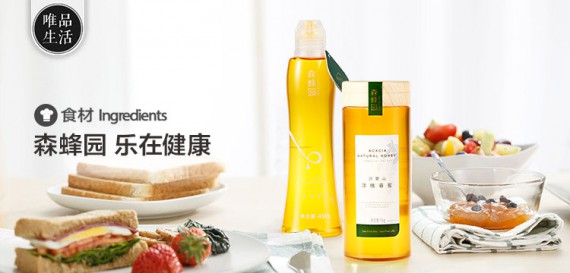 唯品
生活
食材 Ingredients
森蜂园 乐在健康
森蜂园
森蜂园
ACACIA
NATURAL HONEY
洋槐蜂蜜